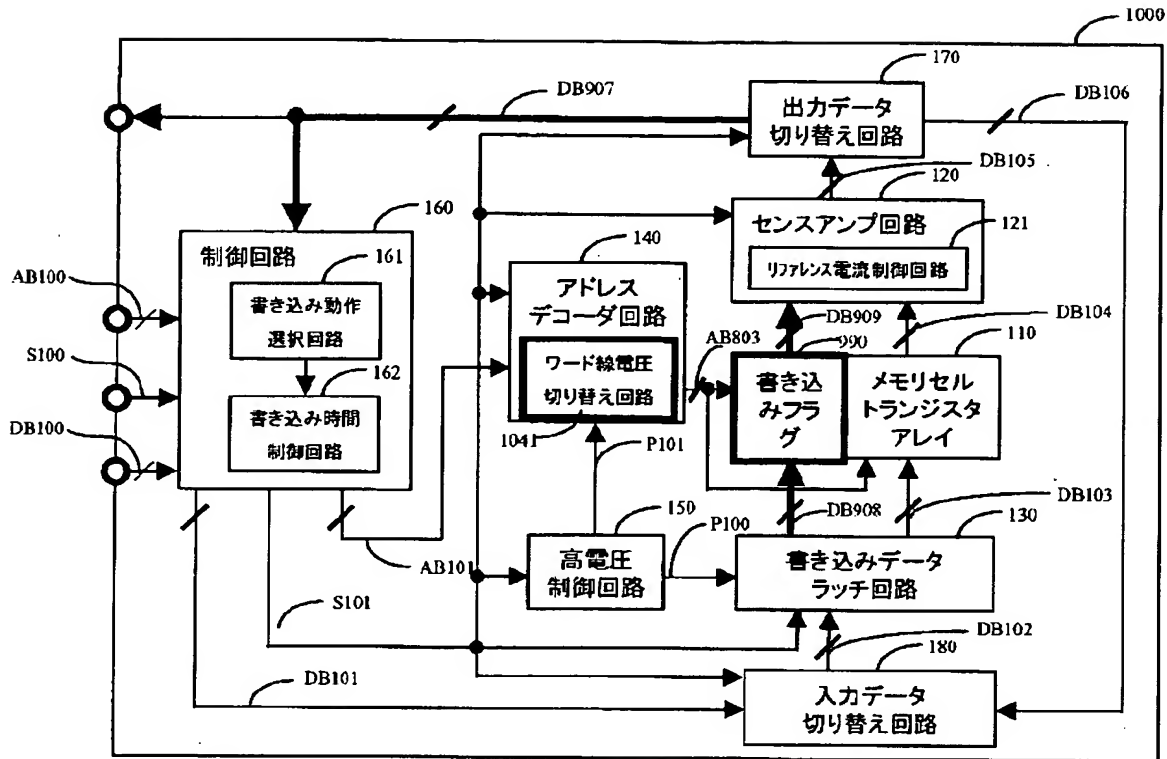 1000
170
DB907
DB106
出力データ
切り替え回路
DB105
120
160
センスアンプ回路
121
リファレンス電流制御回路
制御回路
161
140
AB100
書き込み動作
選択回路
アドレス
デコーダ回路
DB909
DB104
AB803
990
110
S100
162
ワード線電圧
切り替え回路
書き込
みフラ
グ
メモリセル
トランジスタ
アレイ
書き込み時間
制御回路
1041
DB100
P101
DB103
DB908
150
P100
130
AB101
高電圧
制御回路
書き込みデータ
ラッチ回路
S101
DB102
180
DB101
入力データ
切り替え回路